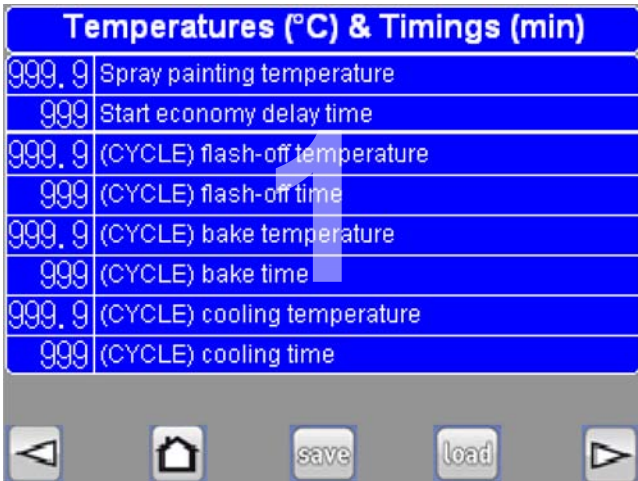 Temperatures (°C) & Timings (min)
999.9 Spray painting temperature
999 Start economy delay time
999.9 (CYCLE) flash-off temperature
999 (CYCLE) flash-off time
999.9 (CYCLE) bake temperature
999 (CYCLE) bake time
999.9 (CYCLE) cooling temperature
999 (CYCLE) cooling time
1
save load